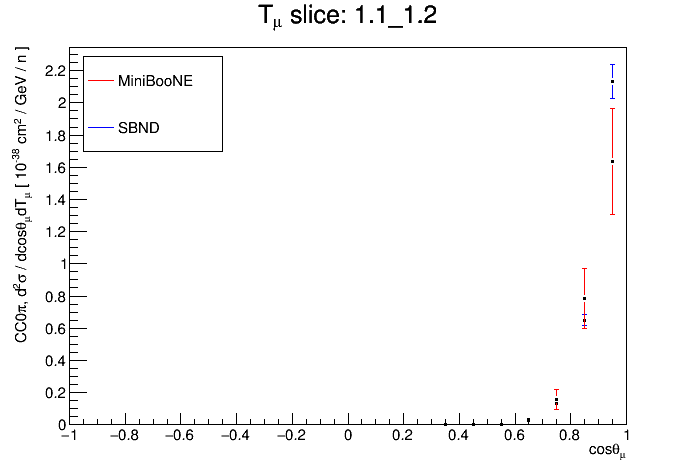 Tμ slice: 1.1_1.2
CC0π, d²σ / dcosθμdTμ [ 10⁻³⁸ cm² / GeV / n ]
MiniBooNE
SBND
2.2
2
1.8
1.6
1.4
1.2
1
0.8
0.6
0.4
0.2
0
−1 −0.8 −0.6 −0.4 −0.2 0 0.2 0.4 0.6 0.8 1
cosθμ